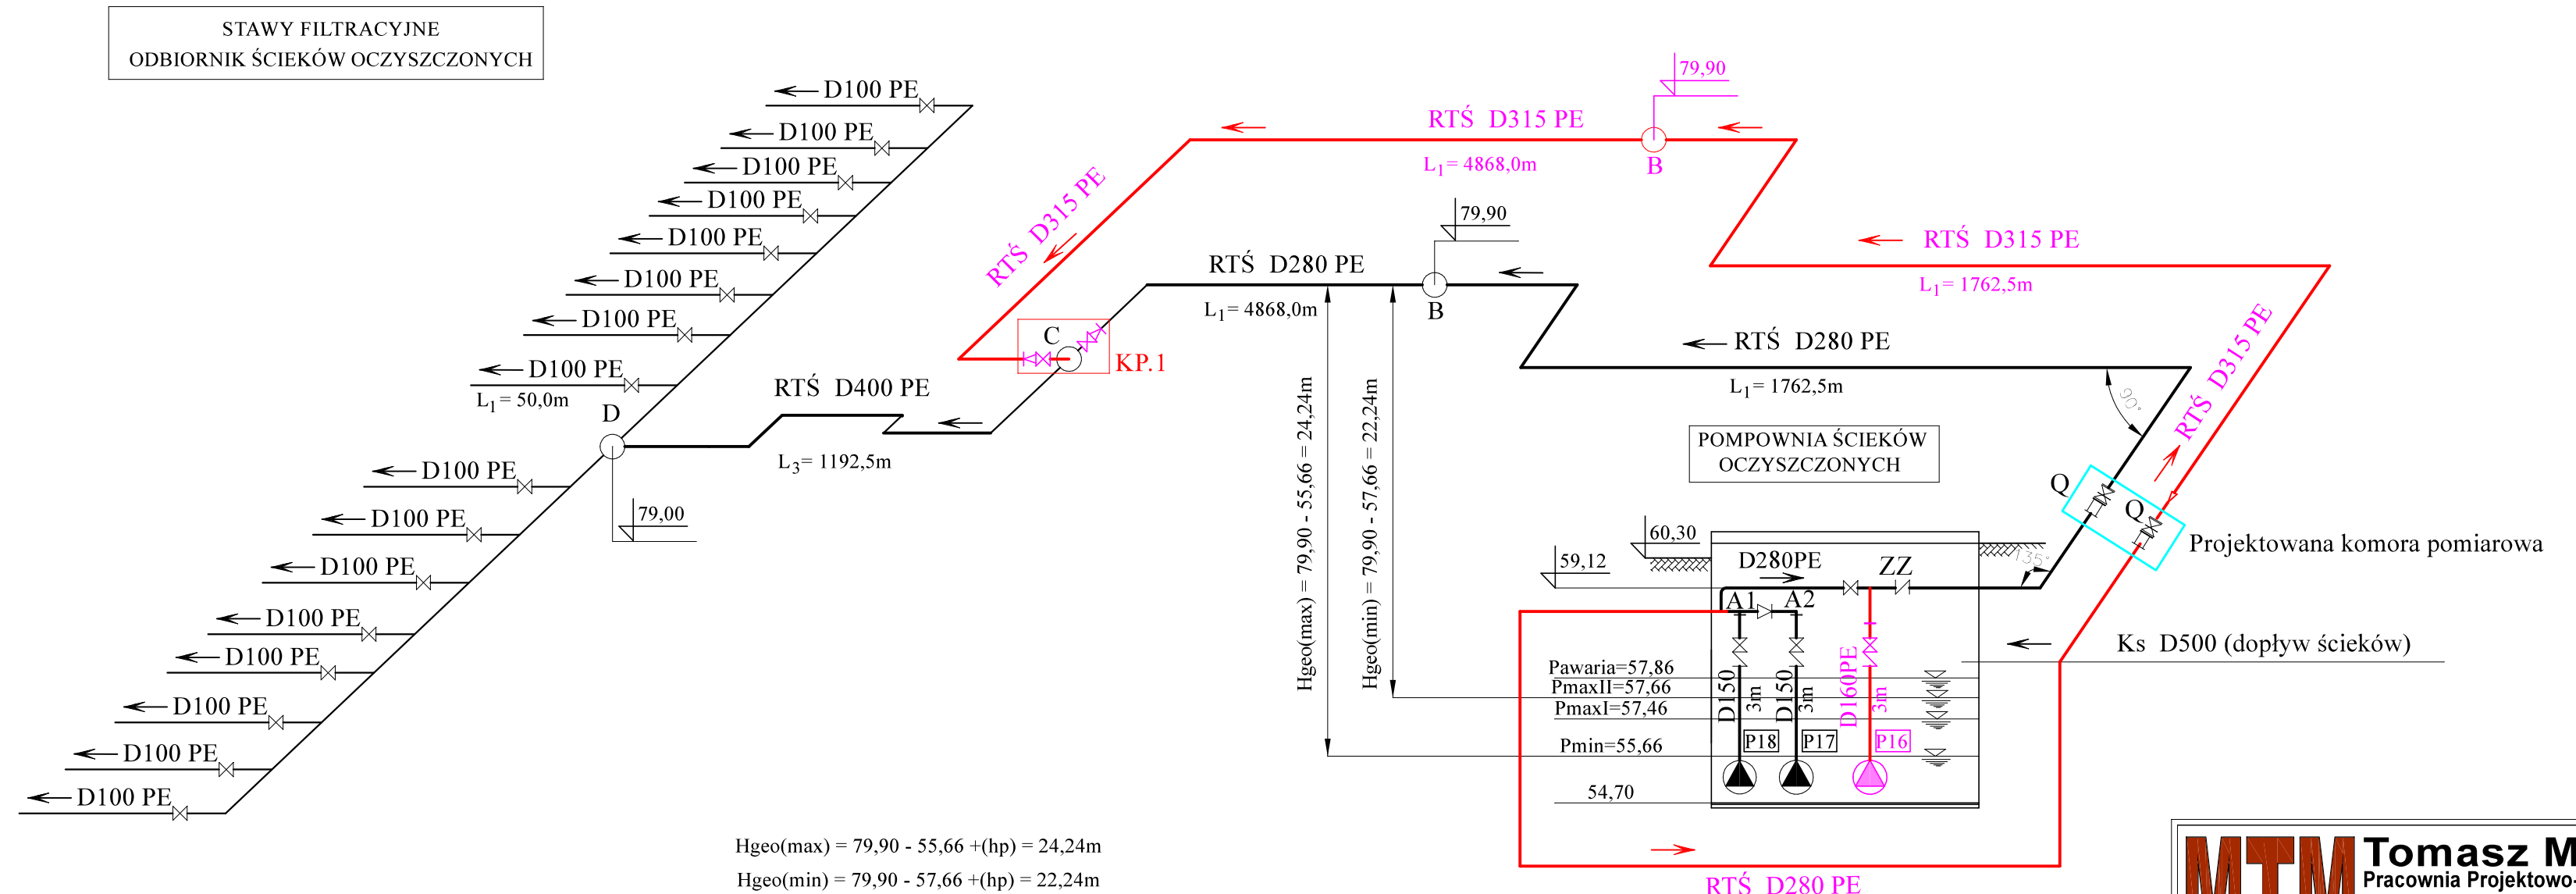 STAWY FILTRACYJNE
ODBIORNIK ŚCIEKÓW OCZYSZCZONYCH
D100 PE
D100 PE
D100 PE
D100 PE
D100 PE
D100 PE
D100 PE
D100 PE
L1= 50,0m
D
D100 PE
D100 PE
D100 PE
D100 PE
D100 PE
D100 PE
D100 PE
D100 PE
79,00
RTŚ D400 PE
L3= 1192,5m
C
KP.1
RTŚ D315 PE
RTŚ D315 PE
L1= 4868,0m
79,90
B
RTŚ D280 PE
L1= 4868,0m
79,90
B
RTŚ D315 PE
L1= 1762,5m
RTŚ D280 PE
L1= 1762,5m
90°
RTŚ D315 PE
Hgeo(max) = 79,90 - 55,66 = 24,24m
Hgeo(min) = 79,90 - 57,66 = 22,24m
POMPOWNIA ŚCIEKÓW
OCZYSZCZONYCH
Q
Q
Projektowana komora pomiarowa
135°
60,30
59,12
D280PE
ZZ
A1
A2
Ks D500 (dopływ ścieków)
Pawaria=57,86
PmaxII=57,66
PmaxI=57,46
Pmin=55,66
54,70
D150
3m
D150
3m
D160PE
3m
P18
P17
P16
RTŚ D280 PE
Hgeo(max) = 79,90 - 55,66 +(hp) = 24,24m
Hgeo(min) = 79,90 - 57,66 +(hp) = 22,24m
MTM
Tomasz M
Pracownia Projektowo-